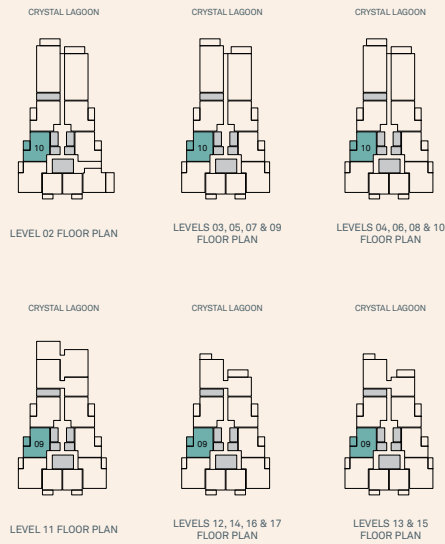 CRYSTAL LAGOON
CRYSTAL LAGOON
CRYSTAL LAGOON
10
10
10
LEVEL 02 FLOOR PLAN
LEVELS 03, 05, 07 & 09
FLOOR PLAN
LEVELS 04, 06, 08 & 10
FLOOR PLAN
CRYSTAL LAGOON
CRYSTAL LAGOON
CRYSTAL LAGOON
09
09
09
LEVEL 11 FLOOR PLAN
LEVELS 12, 14, 16 & 17
FLOOR PLAN
LEVELS 13 & 15
FLOOR PLAN